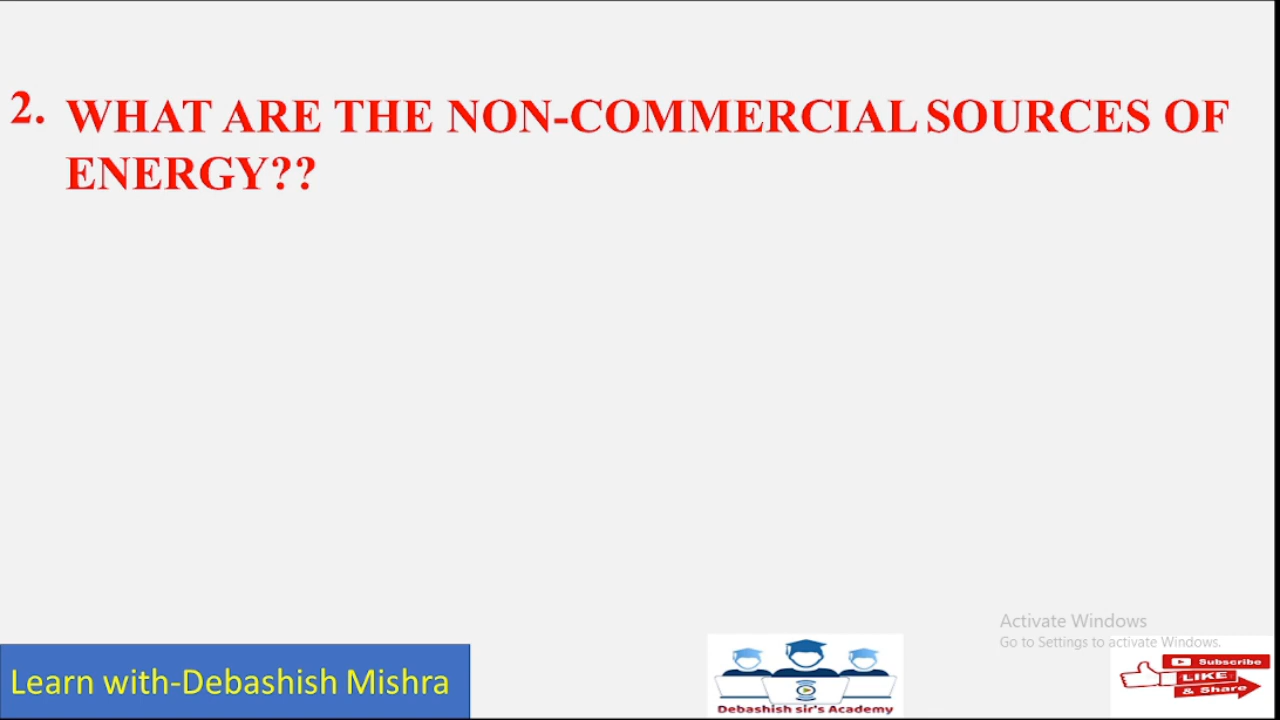 2. WHAT ARE THE NON-COMMERCIAL SOURCES OF
ENERGY??
Activate Windows
Go to Settings to activate Windows.
Learn with-Debashish Mishra
Debashish sir's Academy
Subscribe
LIKE
& Share